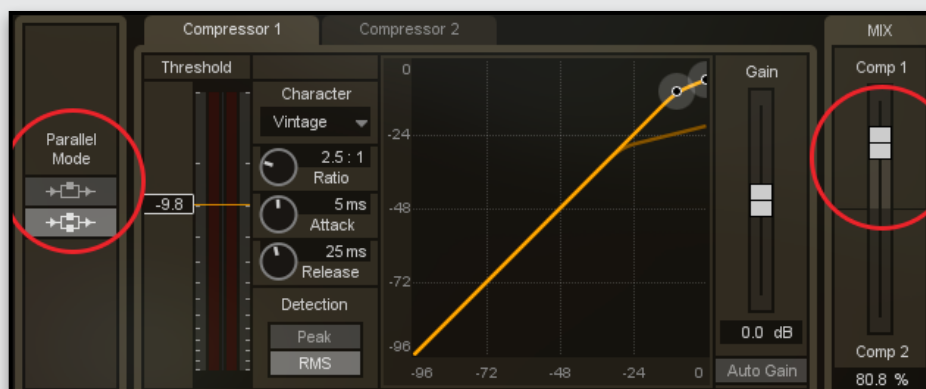 Compressor 1
Compressor 2
MIX
Threshold
Character
Vintage
2.5 : 1
Ratio
5 ms
Attack
25 ms
Release
Detection
Peak
RMS
Parallel
Mode
-9.8
0
-24
-48
-72
-96
-96
-72
-48
-24
0
Gain
0.0 dB
Auto Gain
Comp 1
Comp 2
80.8 %